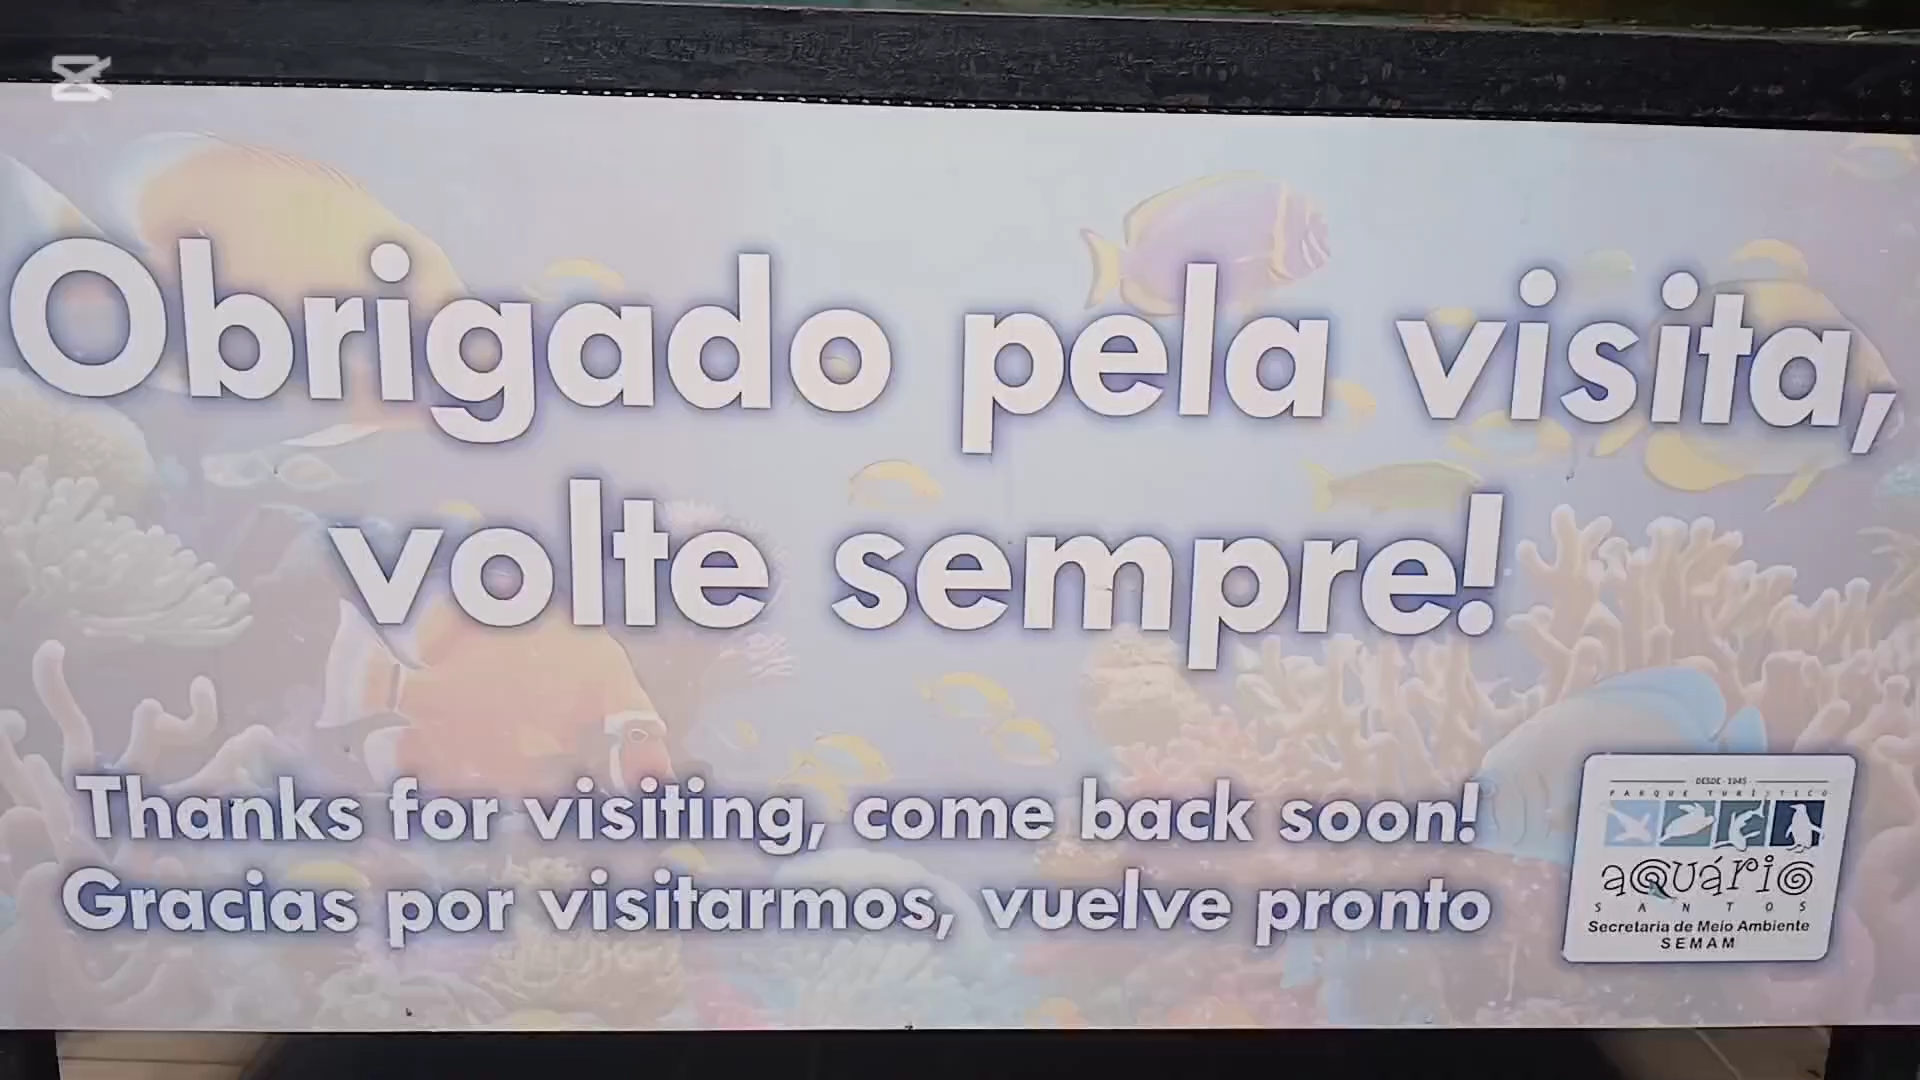 Obrigado pela visita,
volte sempre!
Thanks for visiting, come back soon!
Gracias por visitarmos, vuelve pronto
DESDE - 1945
PARQUE TURÍSTICO
aQuáriO
SANTOS
Secretaria de Meio Ambiente
SEMAM